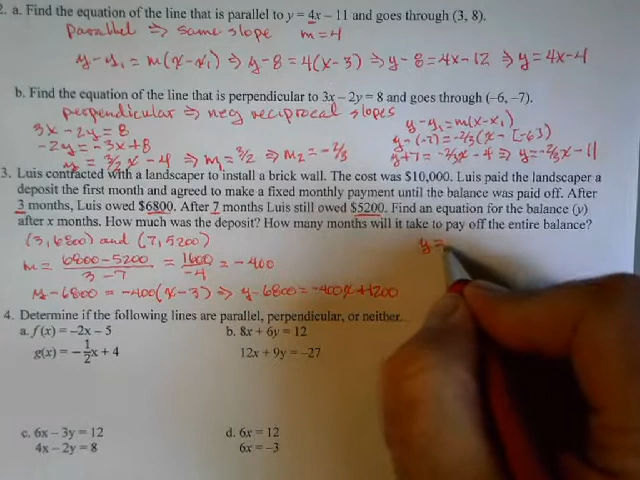 2. a. Find the equation of the line that is parallel to y = 4x − 11 and goes through (3, 8).
parallel ⇒ same slope m = 4
y − y₁ = m(x − x₁) ⇒ y − 8 = 4(x − 3) ⇒ y − 8 = 4x − 12 ⇒ y = 4x − 4
b. Find the equation of the line that is perpendicular to 3x − 2y = 8 and goes through (−6, −7).
perpendicular ⇒ neg reciprocal slopes
3x − 2y = 8
−2y = −3x + 8
y = 3/2 x − 4 ⇒ m₁ = 3/2 ⇒ m₂ = −2/3
y − y₁ = m(x − x₁)
y − (−7) = −2/3(x − [−6])
y + 7 = −2/3x − 4 ⇒ y = −2/3x − 11
3. Luis contracted with a landscaper to install a brick wall. The cost was $10,000. Luis paid the landscaper a
deposit the first month and agreed to make a fixed monthly payment until the balance was paid off. After
3 months, Luis owed $6800. After 7 months Luis still owed $5200. Find an equation for the balance (y)
after x months. How much was the deposit? How many months will it take to pay off the entire balance?
(3, 6800) and (7, 5200)
m = 6800 − 5200 / 3 − 7 = 1600 / −4 = −400
y − 6800 = −400(x − 3) ⇒ y − 6800 = −400x + 1200
y =
4. Determine if the following lines are parallel, perpendicular, or neither.
a. f(x) = −2x − 5
g(x) = −1/2x + 4
b. 8x + 6y = 12
12x + 9y = −27
c. 6x − 3y = 12
4x − 2y = 8
d. 6x = 12
6x = −3